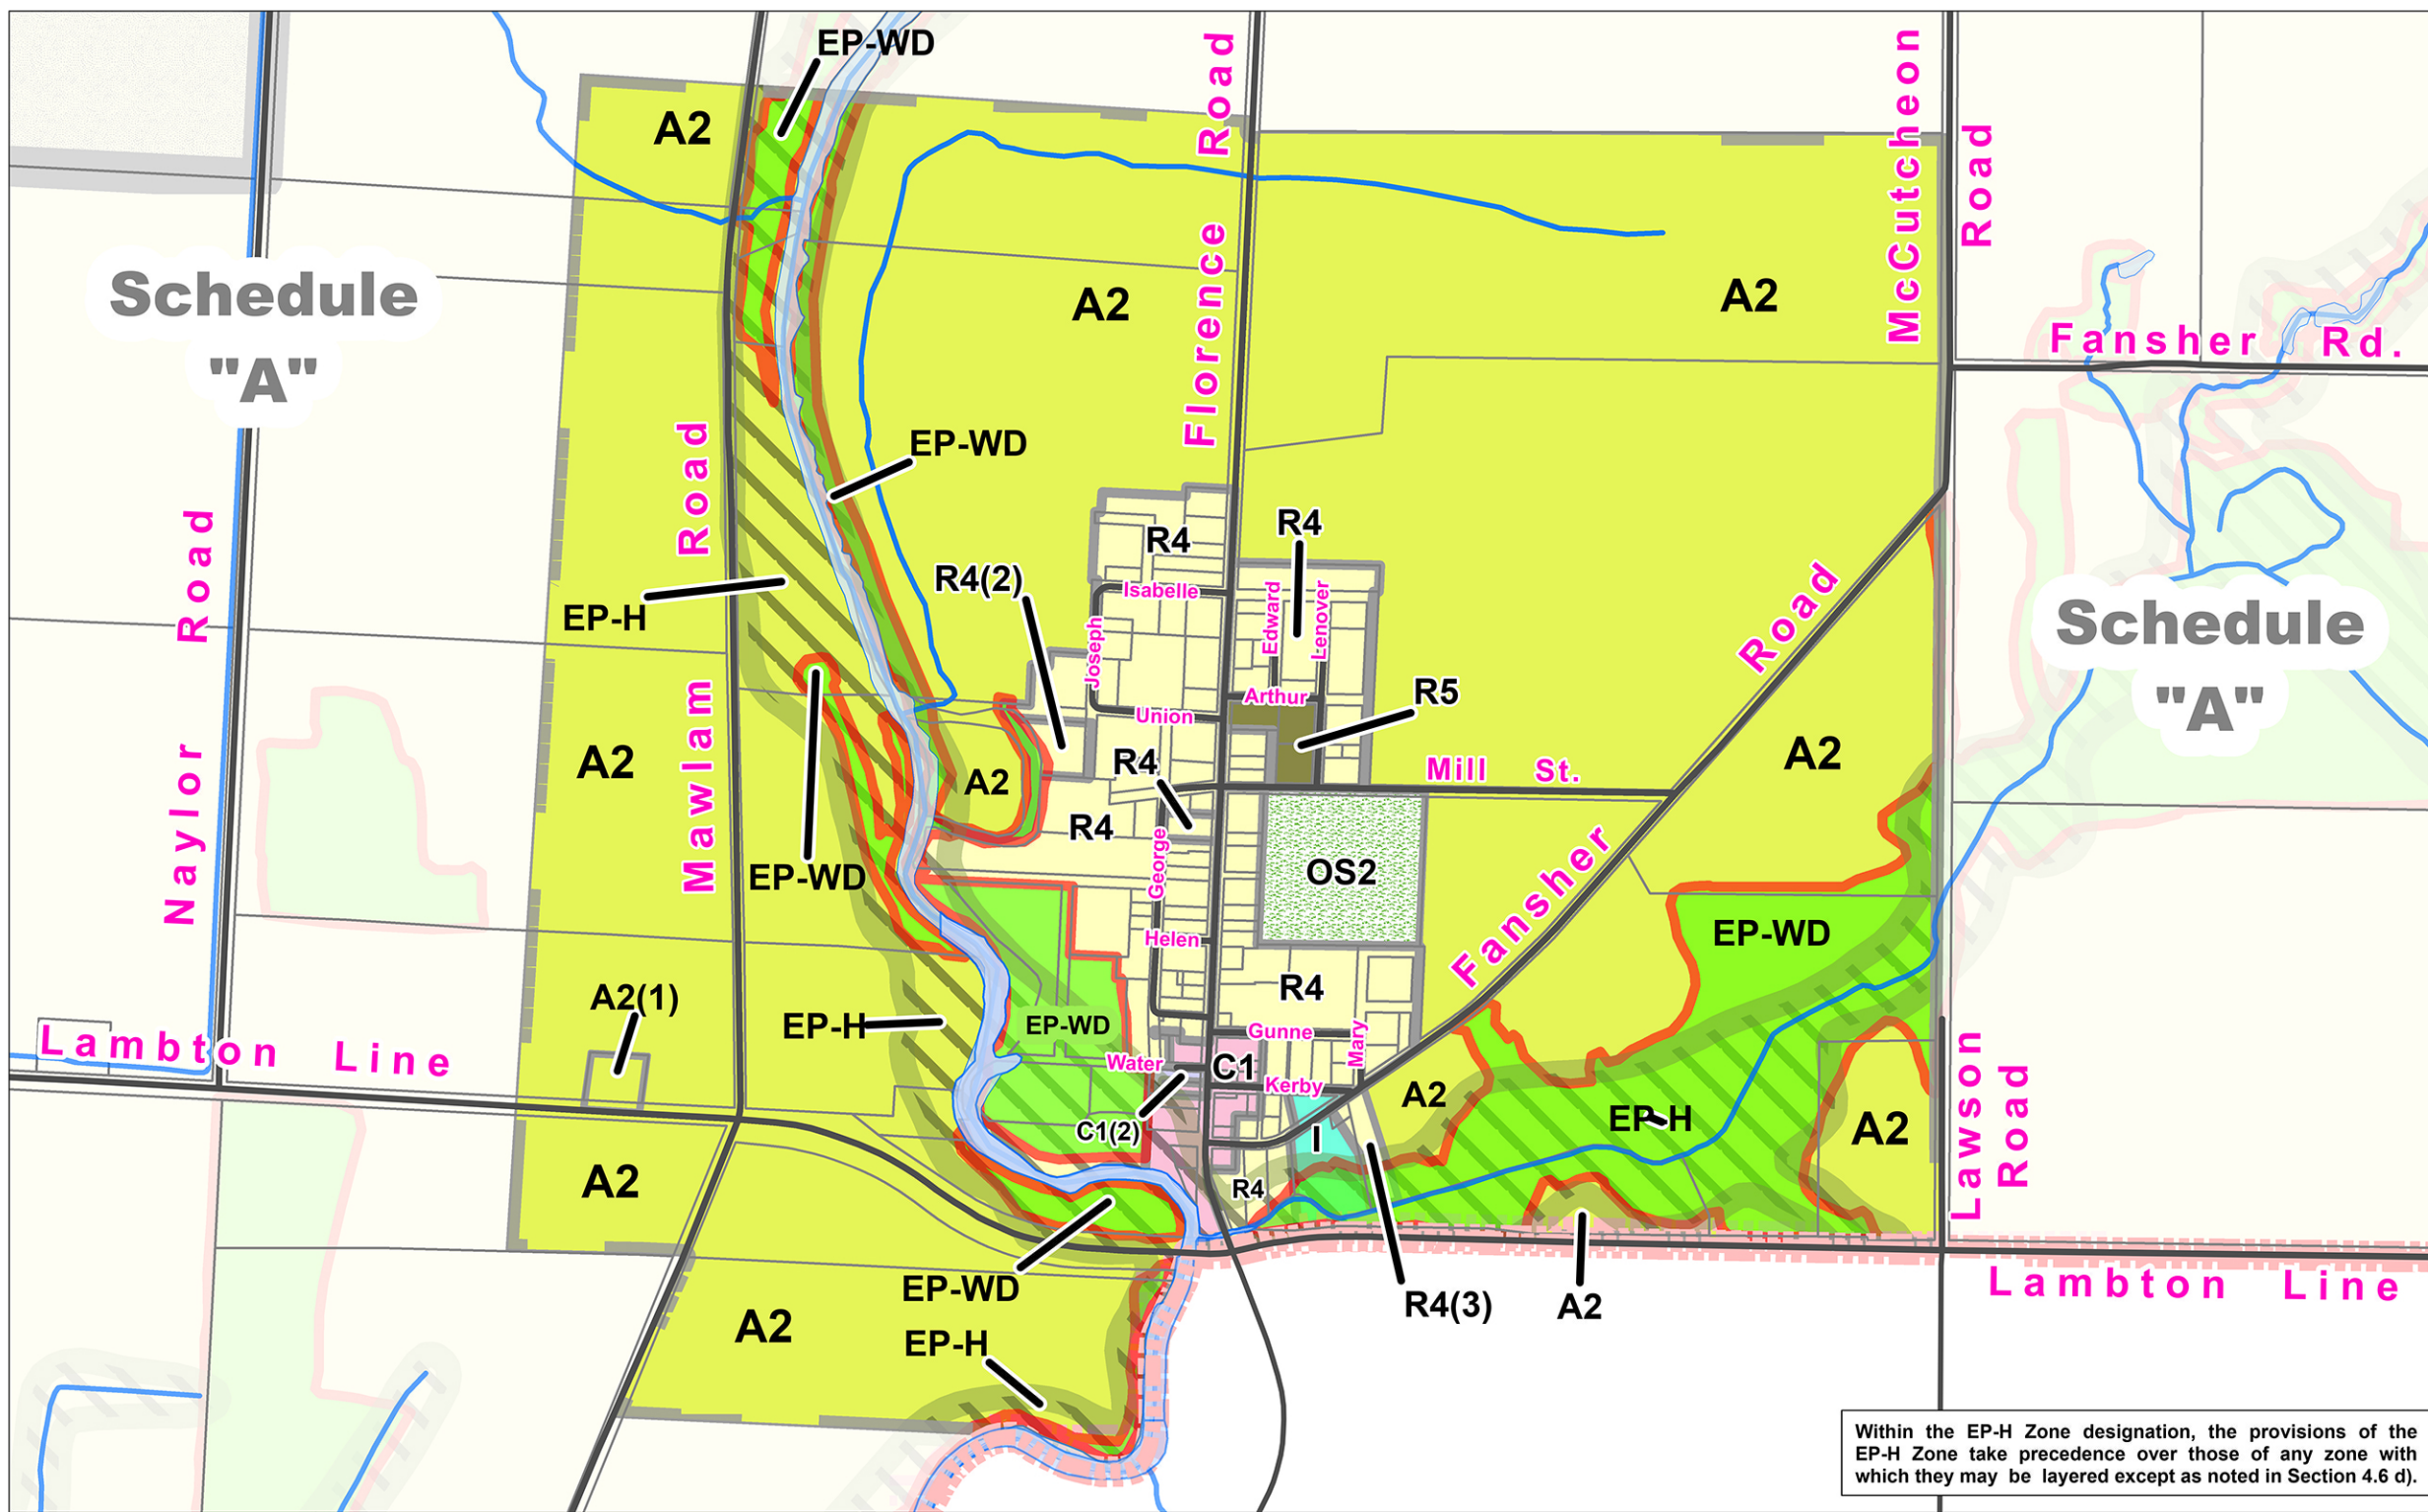 EP-WD
A2
Florence Road
McCutcheon
Road
Schedule
"A"
A2
A2
Fansher Rd.
EP-WD
Naylor Road
Mawlam Road
R4
R4
R4(2)
Isabelle
Edward
Lenover
EP-H
Joseph
Road
Schedule
"A"
Arthur
R5
Union
A2
A2
R4
Mill St.
A2
R4
George
Fansher
EP-WD
OS2
EP-WD
Helen
A2(1)
R4
EP-H
EP-WD
Gunne
Mary
Lambton Line
Water
C1
Kerby
A2
Lawson
Road
EP-H
C1(2)
I
A2
A2
R4
EP-WD
R4(3)
A2
Lambton Line
A2
EP-H
Within the EP-H Zone designation, the provisions of the
EP-H Zone take precedence over those of any zone with
which they may be layered except as noted in Section 4.6 d).